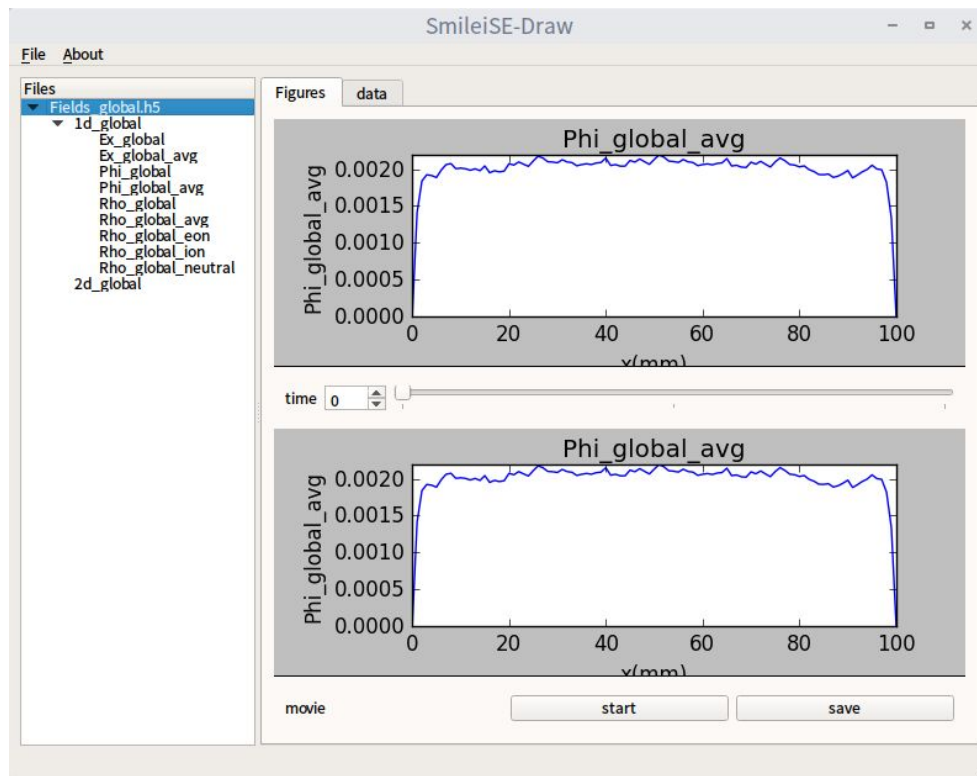 SmileiSE-Draw
File About
Files
Fields_global.h5
1d_global
Ex_global
Ex_global_avg
Phi_global
Phi_global_avg
Rho_global
Rho_global_avg
Rho_global_eon
Rho_global_ion
Rho_global_neutral
2d_global
Figures data
Phi_global_avg
Phi_global_avg
0.0020
0.0015
0.0010
0.0005
0.0000
0 20 40 60 80 100
x(mm)
time 0
Phi_global_avg
Phi_global_avg
0.0020
0.0015
0.0010
0.0005
0.0000
0 20 40 60 80 100
x(mm)
movie start save